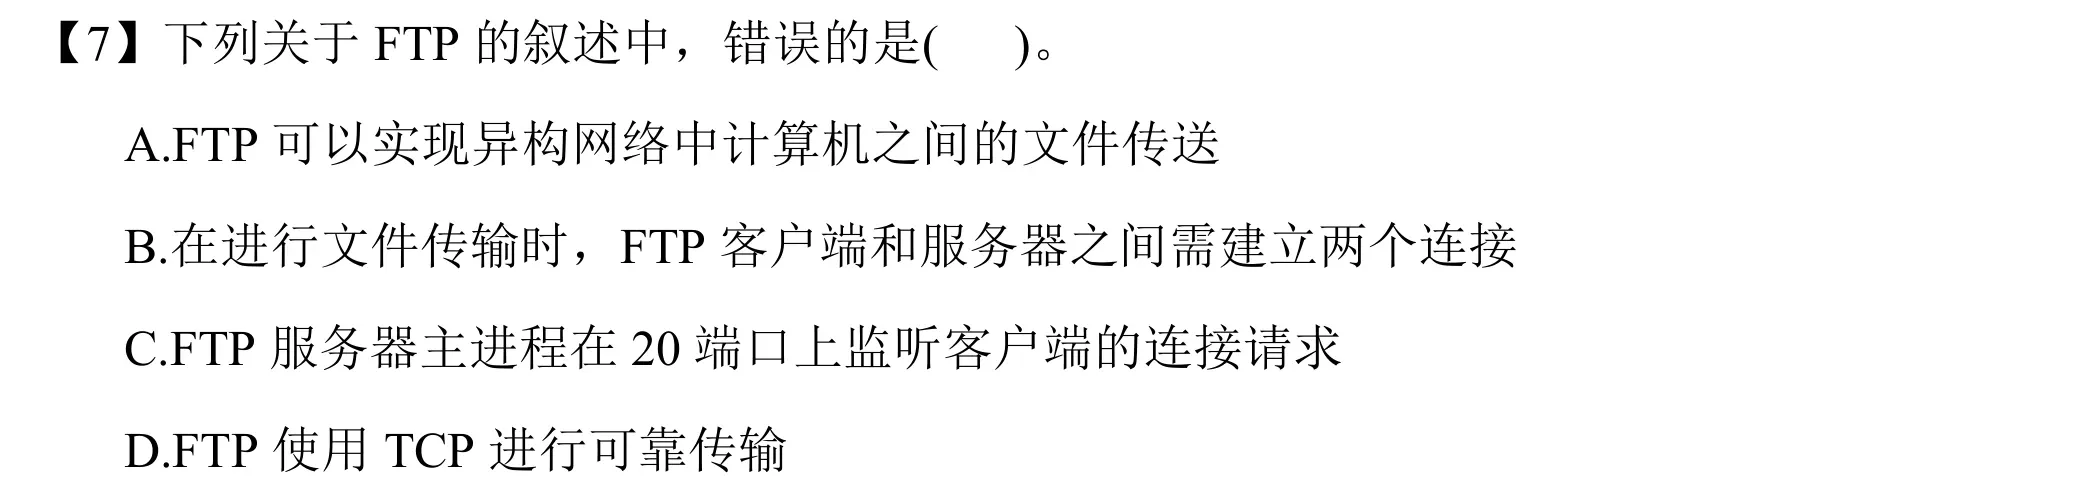 【7】下列关于 FTP 的叙述中，错误的是(    )。
A.FTP 可以实现异构网络中计算机之间的文件传送
B.在进行文件传输时，FTP 客户端和服务器之间需建立两个连接
C.FTP 服务器主进程在 20 端口上监听客户端的连接请求
D.FTP 使用 TCP 进行可靠传输